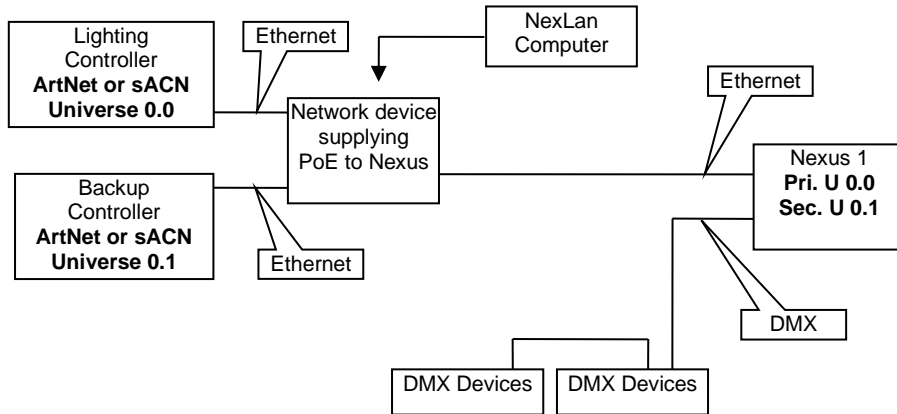 Lighting
Controller
ArtNet or sACN
Universe 0.0
Ethernet
NexLan
Computer
Network device
supplying
PoE to Nexus
Ethernet
Backup
Controller
ArtNet or sACN
Universe 0.1
Ethernet
Nexus 1
Pri. U 0.0
Sec. U 0.1
DMX
DMX Devices
DMX Devices